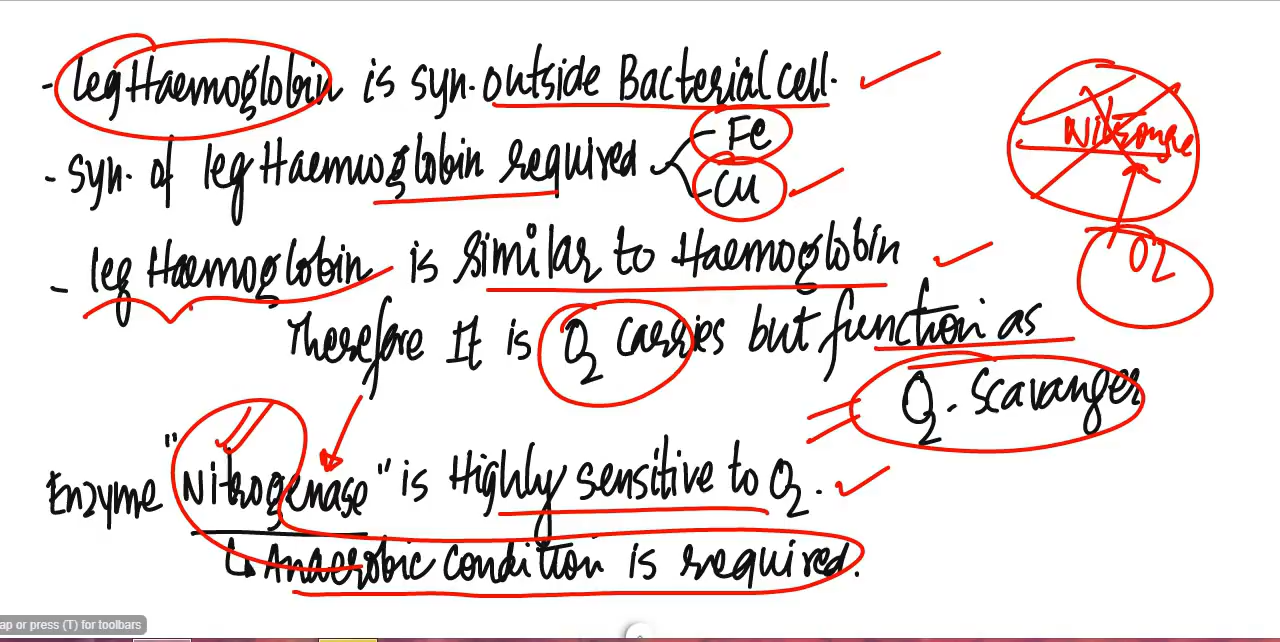 - leg Haemoglobin is syn. outside Bacterial cell.
- syn. of leg Haemoglobin required - Fe
- Cu
- leg Haemoglobin is similar to Haemoglobin
Therefore It is O2 carries but function as
O2 - scavanger
Enzyme "Nitrogenase" is Highly sensitive to O2.
↳ Anaerobic condition is required.
O2
ap or press (T) for toolbars